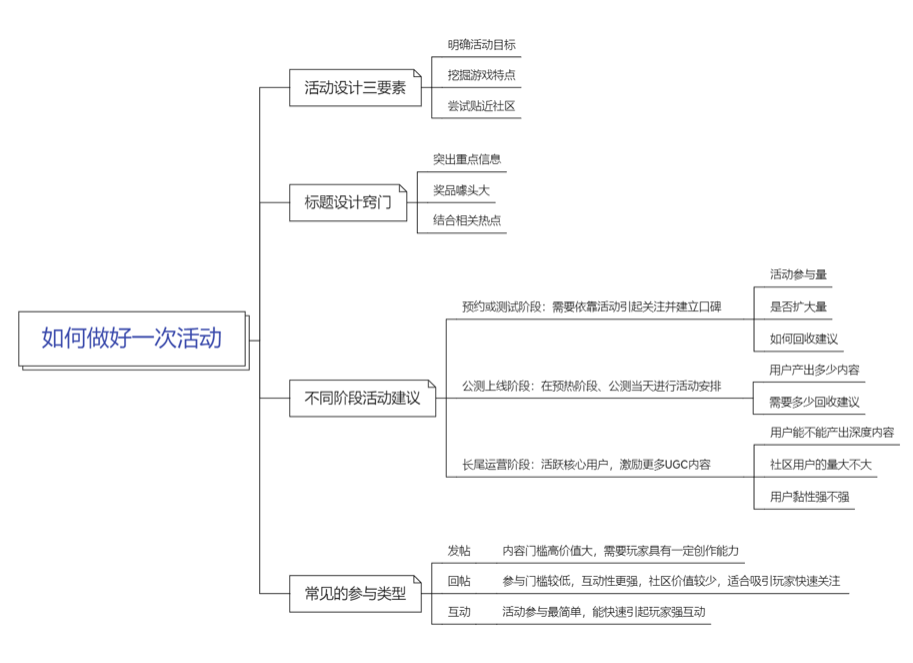 如何做好一次活动
活动设计三要素
明确活动目标
挖掘游戏特点
尝试贴近社区
标题设计窍门
突出重点信息
奖品噱头大
结合相关热点
不同阶段活动建议
预约或测试阶段：需要依靠活动引起关注并建立口碑
活动参与量
是否扩大量
如何回收建议
公测上线阶段：在预热阶段、公测当天进行活动安排
用户产出多少内容
需要多少回收建议
长尾运营阶段：活跃核心用户，激励更多UGC内容
用户能不能产出深度内容
社区用户的量大不大
用户黏性强不强
常见的参与类型
发帖 内容门槛高价值大，需要玩家具有一定创作能力
回帖 参与门槛较低，互动性更强，社区价值较少，适合吸引玩家快速关注
互动 活动参与最简单，能快速引起玩家强互动